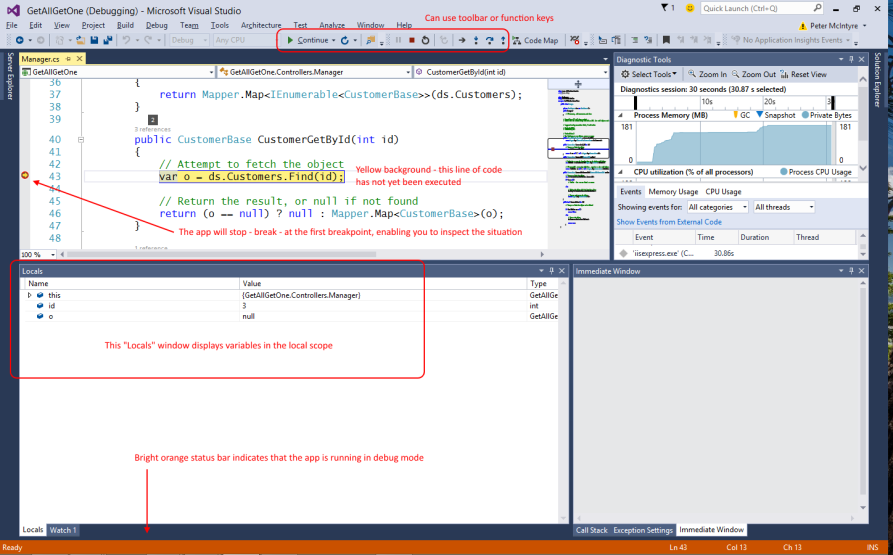 GetAllGetOne (Debugging) - Microsoft Visual Studio
1
Quick Launch (Ctrl+Q)
Can use toolbar or function keys
File Edit View Project Build Debug Team Tools Architecture Test Analyze Window Help
Peter McIntyre
Debug Any CPU Continue Code Map No Application Insights Events
Server Explorer
Solution Explorer
Manager.cs
GetAllGetOne GetAllGetOne.Controllers.Manager CustomerGetById(int id)
36 {
37 return Mapper.Map<IEnumerable<CustomerBase>>(ds.Customers);
38 }
39
2
3 references
40 public CustomerBase CustomerGetById(int id)
41 {
42 // Attempt to fetch the object
43 var o = ds.Customers.Find(id);
44
45 // Return the result, or null if not found
46 return (o == null) ? null : Mapper.Map<CustomerBase>(o);
47 }
48
1 reference
Yellow background - this line of code
has not yet been executed
The app will stop - break - at the first breakpoint, enabling you to inspect the situation
100 %
Diagnostic Tools
Select Tools Zoom In Zoom Out Reset View
Diagnostics session: 30 seconds (30.87 s selected)
10s 20s 3
Process Memory (MB) GC Snapshot Private Bytes
181 181
0 0
CPU utilization (% of all processors) Process CPU Usage
Events Memory Usage CPU Usage
Showing events for: All categories All threads
Show Events from External Code
Event Time Duration Thread
'iisexpress.exe' (C... 30.86s
Locals
Name Value Type
this {GetAllGetOne.Controllers.Manager} GetAllGe
id 3 int
o null GetAllGe
This "Locals" window displays variables in the local scope
Bright orange status bar indicates that the app is running in debug mode
Locals Watch 1
Immediate Window
Call Stack Exception Settings Immediate Window
Ready Ln 43 Col 13 Ch 13 INS